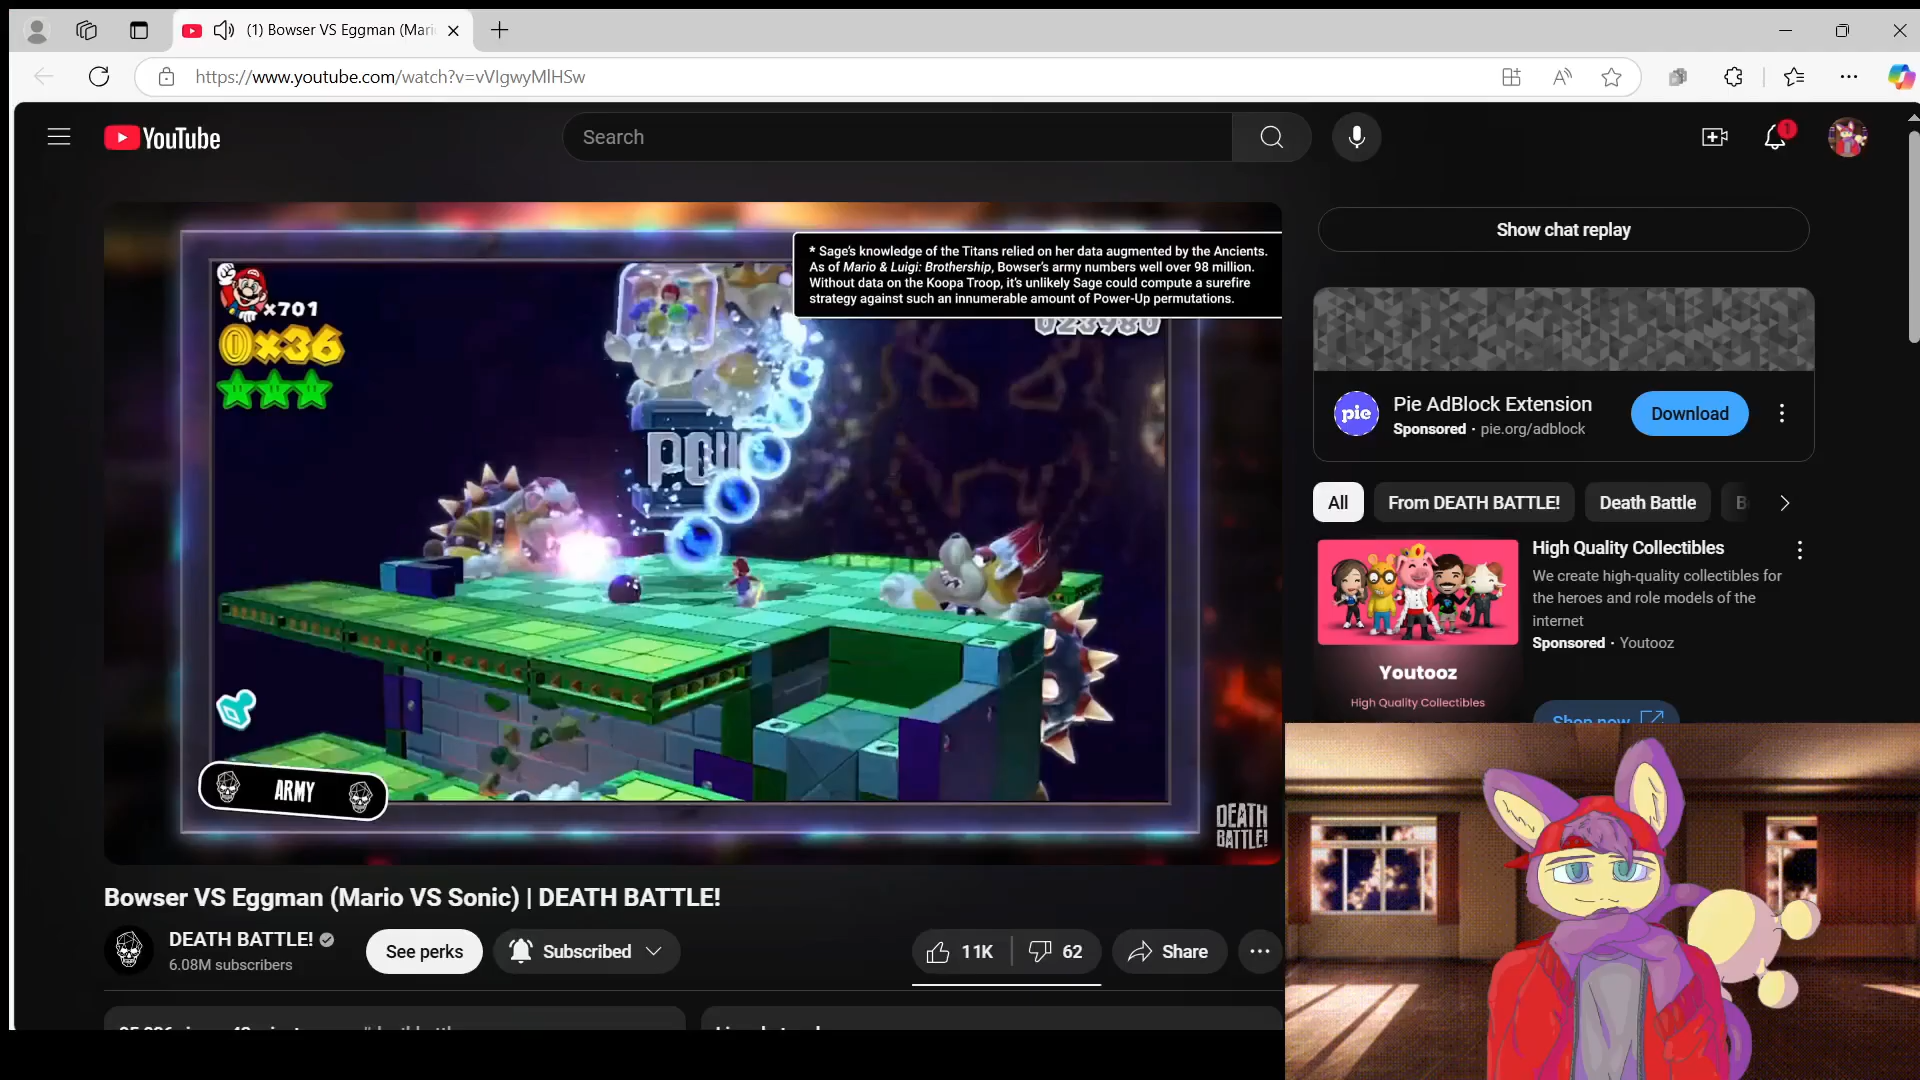 (1) Bowser VS Eggman (Mari
https://www.youtube.com/watch?v=vVIgwyMlHSw
YouTube
Search
1
Show chat replay
* Sage's knowledge of the Titans relied on her data augmented by the Ancients.
As of Mario & Luigi: Brothership, Bowser's army numbers well over 98 million.
Without data on the Koopa Troop, it's unlikely Sage could compute a surefire
strategy against such an innumerable amount of Power-Up permutations.
x701
x36
023980
POW
ARMY
DEATH
BATTLE!
pie
Pie AdBlock Extension
Sponsored · pie.org/adblock
Download
All
From DEATH BATTLE!
Death Battle
High Quality Collectibles
We create high-quality collectibles for
the heroes and role models of the
internet
Sponsored · Youtooz
Youtooz
High Quality Collectibles
Shop now
Bowser VS Eggman (Mario VS Sonic) | DEATH BATTLE!
DEATH BATTLE!
6.08M subscribers
See perks
Subscribed
11K
62
Share